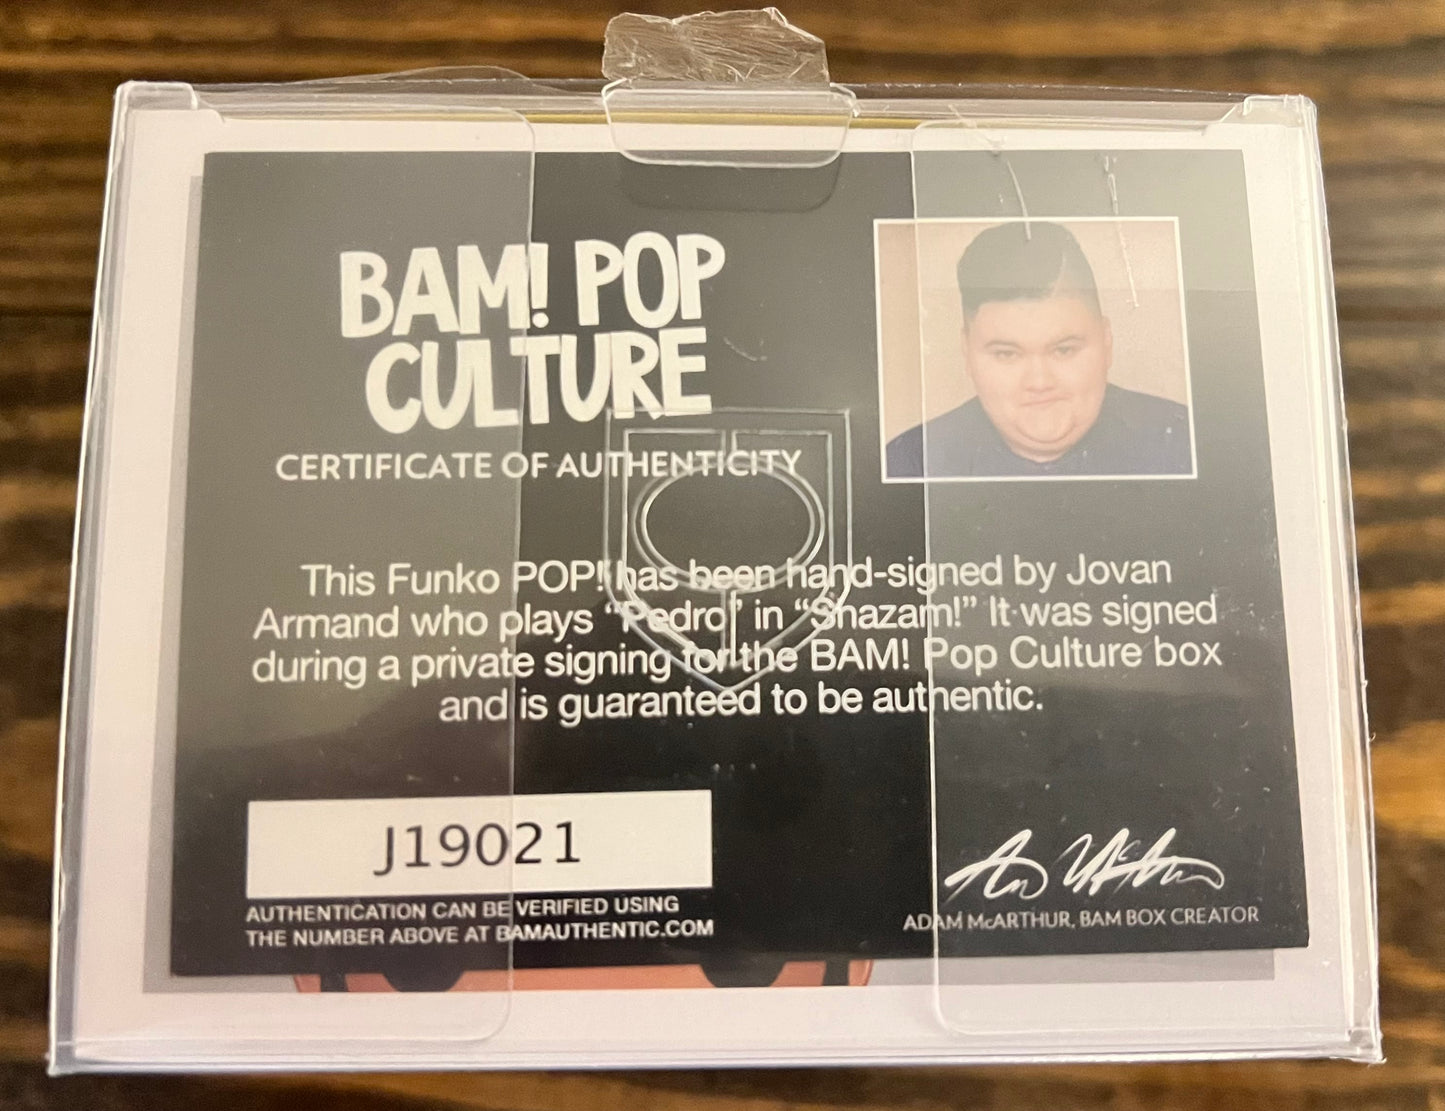 BAM! POP
CULTURE
CERTIFICATE OF AUTHENTICITY
This Funko POP! has been hand-signed by Jovan
Armand who plays “Pedro” in “Shazam!” It was signed
during a private signing for the BAM! Pop Culture box
and is guaranteed to be authentic.
J19021
AUTHENTICATION CAN BE VERIFIED USING
THE NUMBER ABOVE AT BAMAUTHENTIC.COM
ADAM McARTHUR, BAM BOX CREATOR